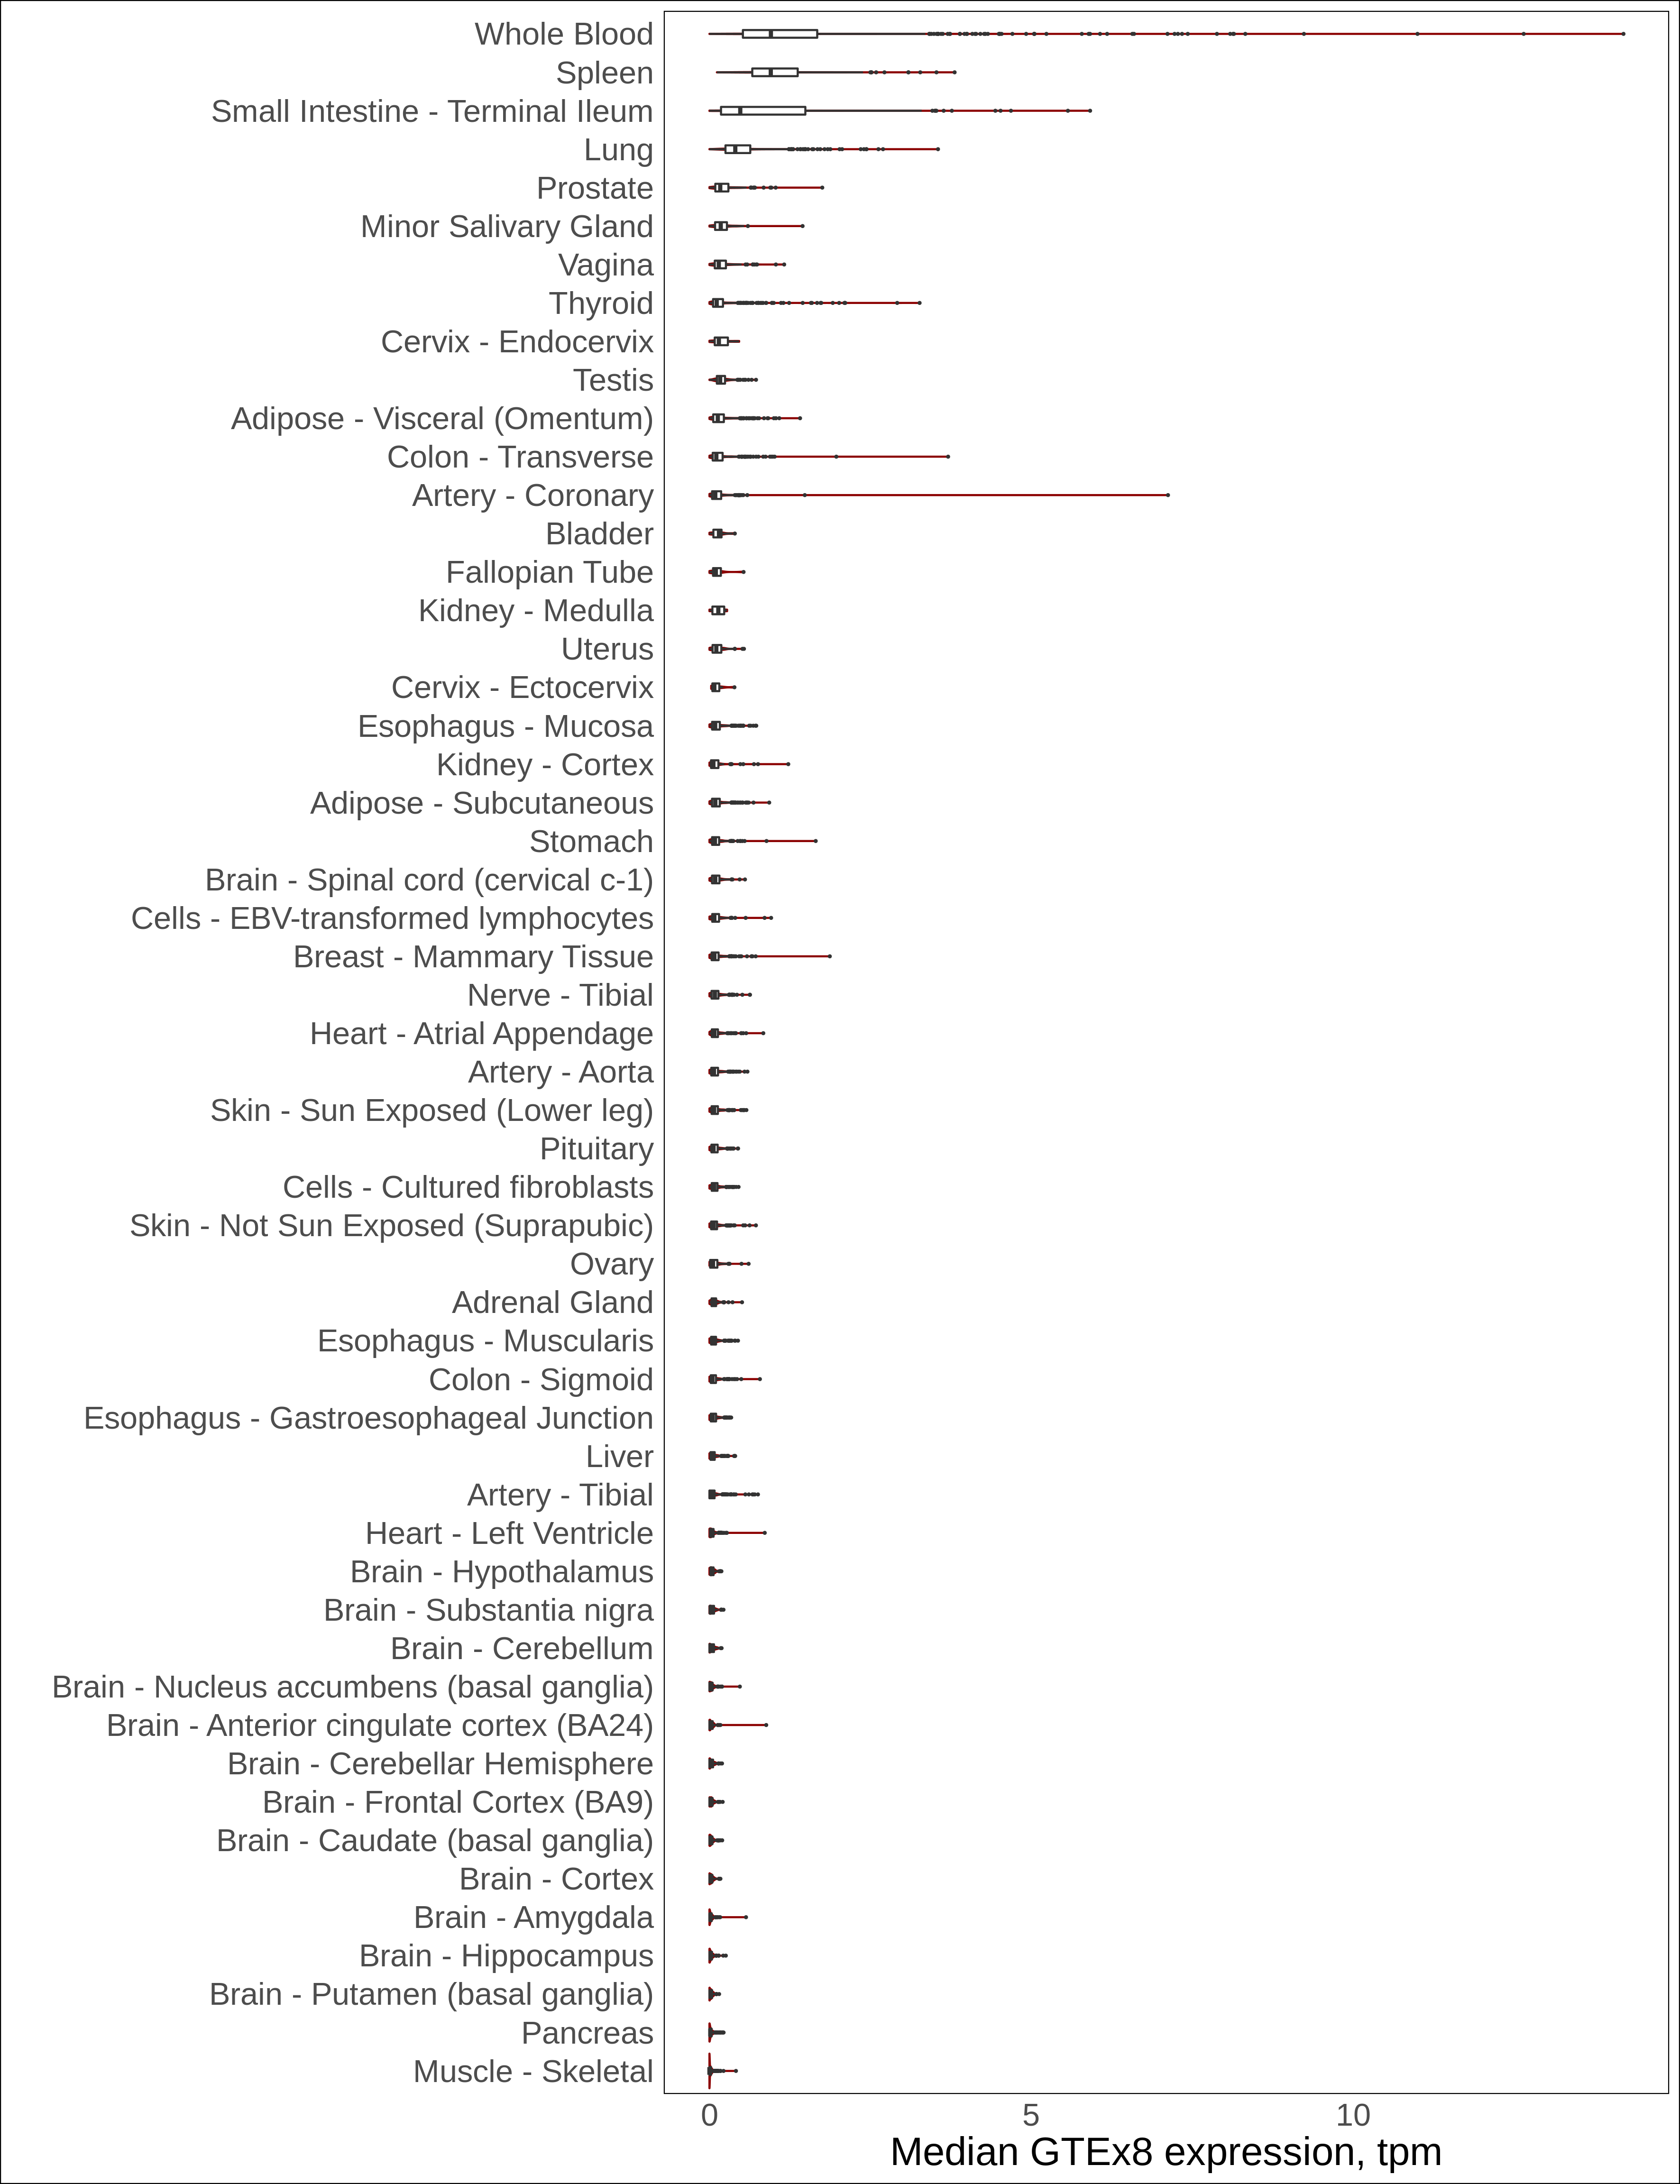 Whole Blood
Spleen
Small Intestine - Terminal Ileum
Lung
Prostate
Minor Salivary Gland
Vagina
Thyroid
Cervix - Endocervix
Testis
Adipose - Visceral (Omentum)
Colon - Transverse
Artery - Coronary
Bladder
Fallopian Tube
Kidney - Medulla
Uterus
Cervix - Ectocervix
Esophagus - Mucosa
Kidney - Cortex
Adipose - Subcutaneous
Stomach
Brain - Spinal cord (cervical c-1)
Cells - EBV-transformed lymphocytes
Breast - Mammary Tissue
Nerve - Tibial
Heart - Atrial Appendage
Artery - Aorta
Skin - Sun Exposed (Lower leg)
Pituitary
Cells - Cultured fibroblasts
Skin - Not Sun Exposed (Suprapubic)
Ovary
Adrenal Gland
Esophagus - Muscularis
Colon - Sigmoid
Esophagus - Gastroesophageal Junction
Liver
Artery - Tibial
Heart - Left Ventricle
Brain - Hypothalamus
Brain - Substantia nigra
Brain - Cerebellum
Brain - Nucleus accumbens (basal ganglia)
Brain - Anterior cingulate cortex (BA24)
Brain - Cerebellar Hemisphere
Brain - Frontal Cortex (BA9)
Brain - Caudate (basal ganglia)
Brain - Cortex
Brain - Amygdala
Brain - Hippocampus
Brain - Putamen (basal ganglia)
Pancreas
Muscle - Skeletal
0 5 10
Median GTEx8 expression, tpm